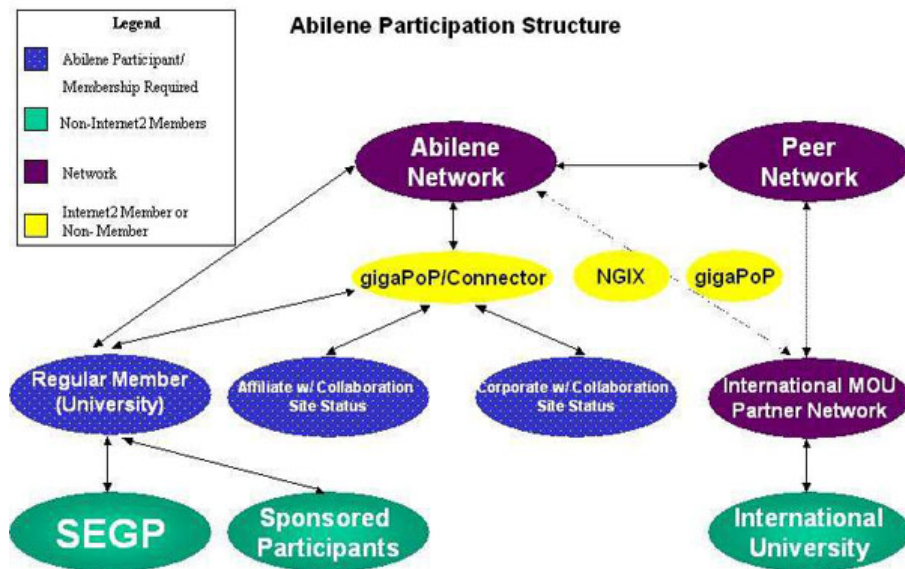 Legend
Abilene Participant/
Membership Required
Non-Internet2 Members
Network
Internet2 Member or
Non- Member
Abilene Participation Structure
Abilene
Network
Peer
Network
gigaPoP/Connector
NGIX
gigaPoP
Regular Member
(University)
Affiliate w/ Collaboration
Site Status
Corporate w/ Collaboration
Site Status
International MOU
Partner Network
SEGP
Sponsored
Participants
International
University